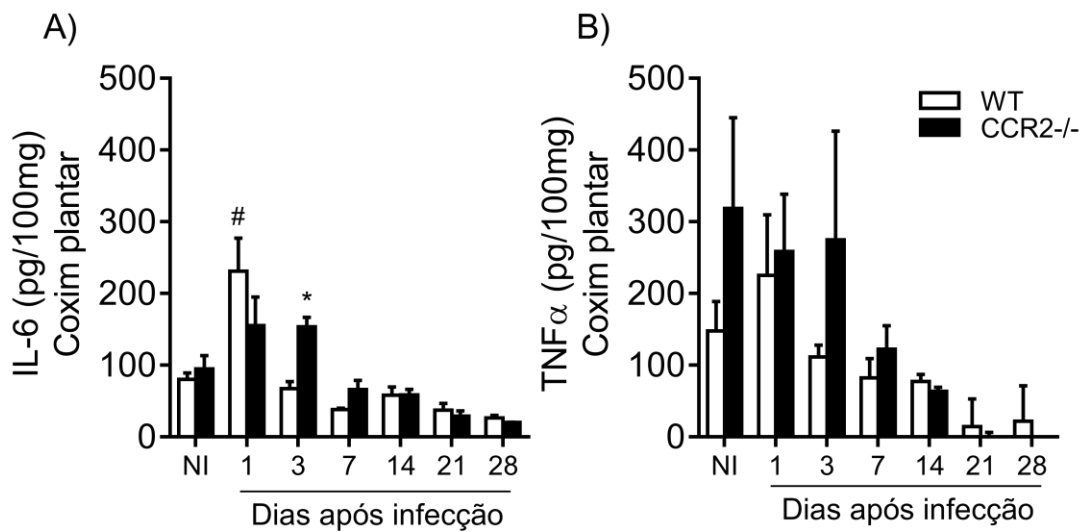 A)
B)
IL-6 (pg/100mg)
Coxim plantar
500
400
300
200
100
0
#
*
NI 1 3 7 14 21 28
Dias após infecção
TNFα (pg/100mg)
Coxim plantar
500
400
300
200
100
0
WT
CCR2-/-
NI 1 3 7 14 21 28
Dias após infecção